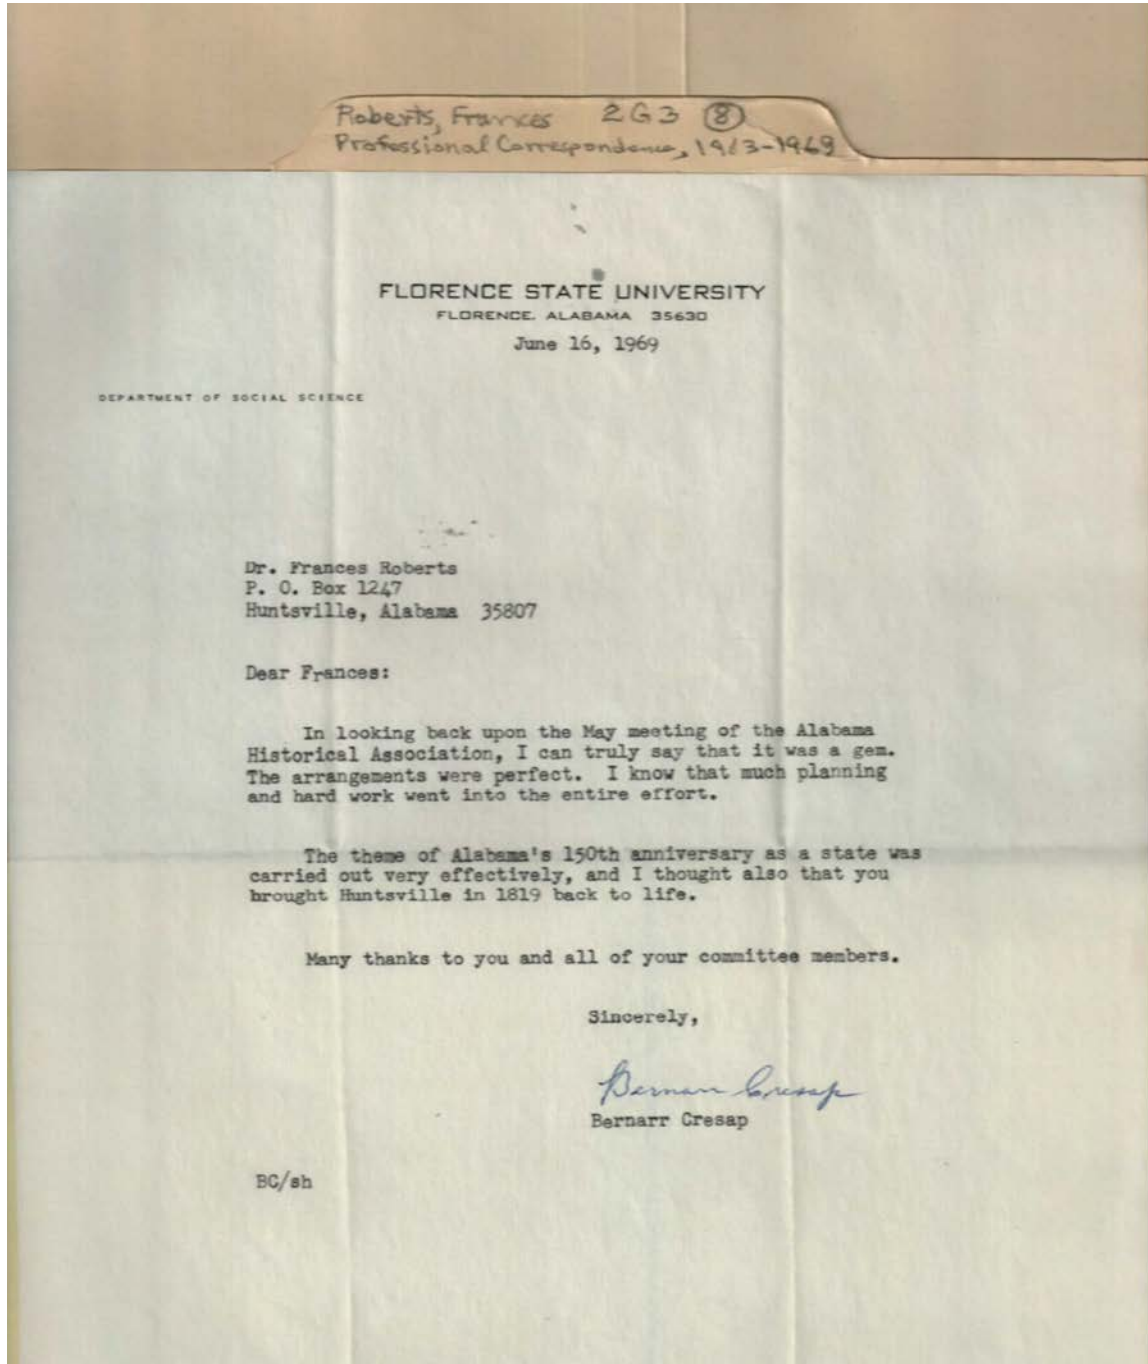 Roberts, Frances 2G3 8
Professional Correspondence, 1963-1969
FLORENCE STATE UNIVERSITY
FLORENCE, ALABAMA 35630
June 16, 1969
DEPARTMENT OF SOCIAL SCIENCE
Dr. Frances Roberts
P. O. Box 1247
Huntsville, Alabama 35807
Dear Frances:
In looking back upon the May meeting of the Alabama
Historical Association, I can truly say that it was a gem.
The arrangements were perfect. I know that much planning
and hard work went into the entire effort.
The theme of Alabama's 150th anniversary as a state was
carried out very effectively, and I thought also that you
brought Huntsville in 1819 back to life.
Many thanks to you and all of your committee members.
Sincerely,
Bernarr Cresap
Bernarr Cresap
BC/sh